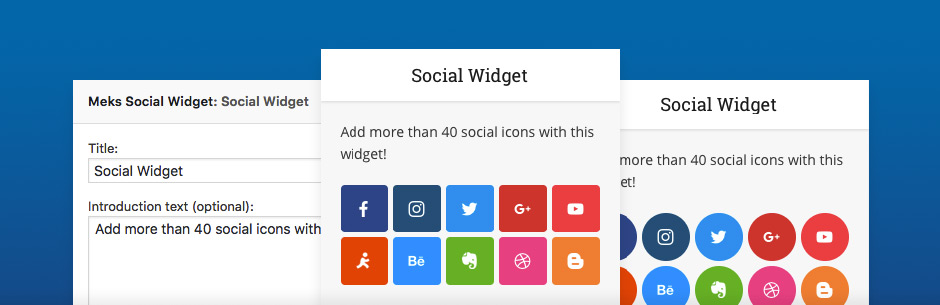 Meks Social Widget: Social Widget
Title:
Social Widget
Introduction text (optional):
Add more than 40 social icons with
Social Widget
Add more than 40 social icons with this
widget!
G+
Bē
Social Widget
more than 40 social icons with this
et!
G+
Bē